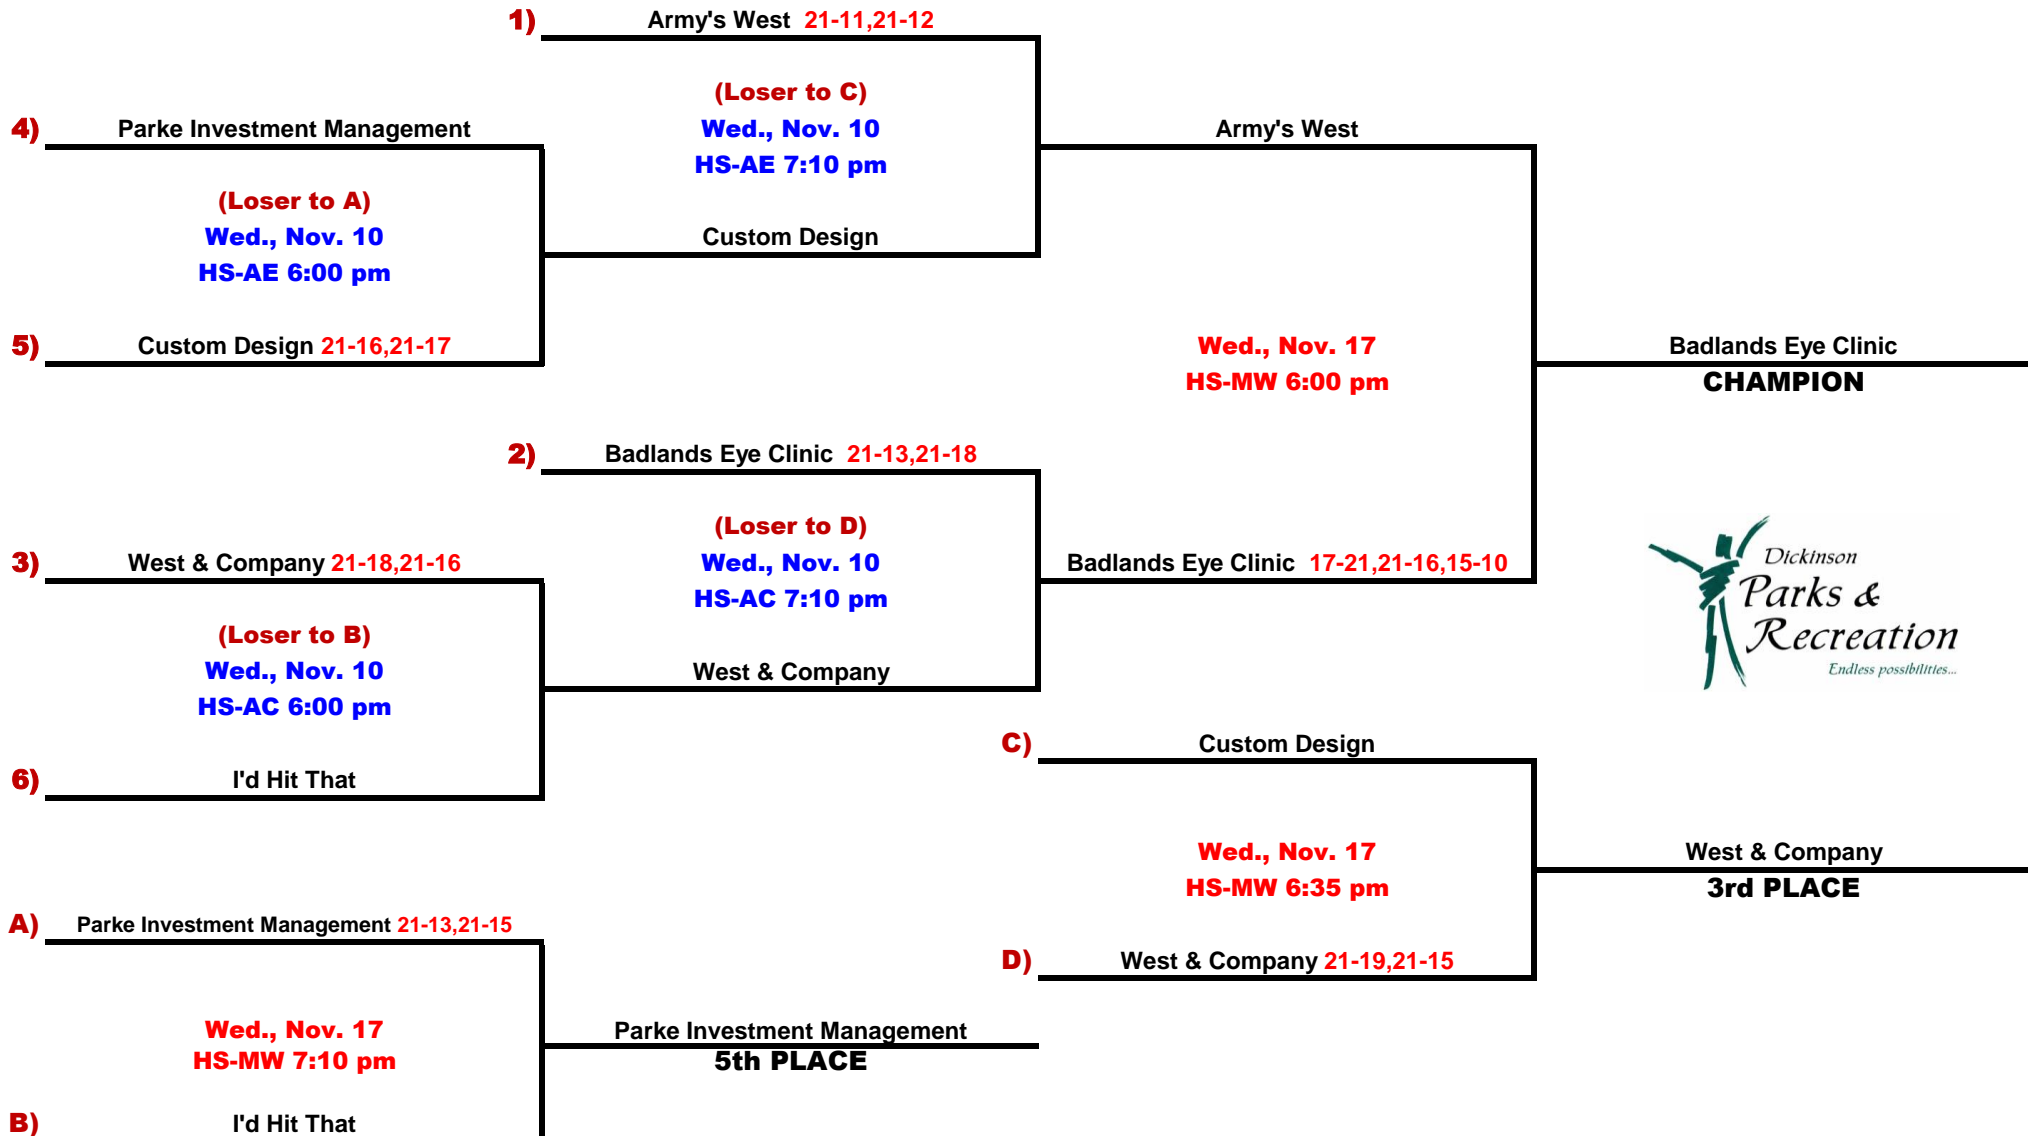 1) Army's West 21-11,21-12
(Loser to C)
Wed., Nov. 10
HS-AE 7:10 pm
4) Parke Investment Management
Army's West
(Loser to A)
Wed., Nov. 10
HS-AE 6:00 pm
Custom Design
5) Custom Design 21-16,21-17
Wed., Nov. 17
HS-MW 6:00 pm
Badlands Eye Clinic
CHAMPION
2) Badlands Eye Clinic 21-13,21-18
(Loser to D)
Wed., Nov. 10
HS-AC 7:10 pm
3) West & Company 21-18,21-16
Badlands Eye Clinic 17-21,21-16,15-10
Dickinson
Parks &
Recreation
Endless possibilities...
(Loser to B)
Wed., Nov. 10
HS-AC 6:00 pm
West & Company
C) Custom Design
6) I'd Hit That
Wed., Nov. 17
HS-MW 6:35 pm
West & Company
3rd PLACE
A) Parke Investment Management 21-13,21-15
D) West & Company 21-19,21-15
Wed., Nov. 17
HS-MW 7:10 pm
Parke Investment Management
5th PLACE
B) I'd Hit That